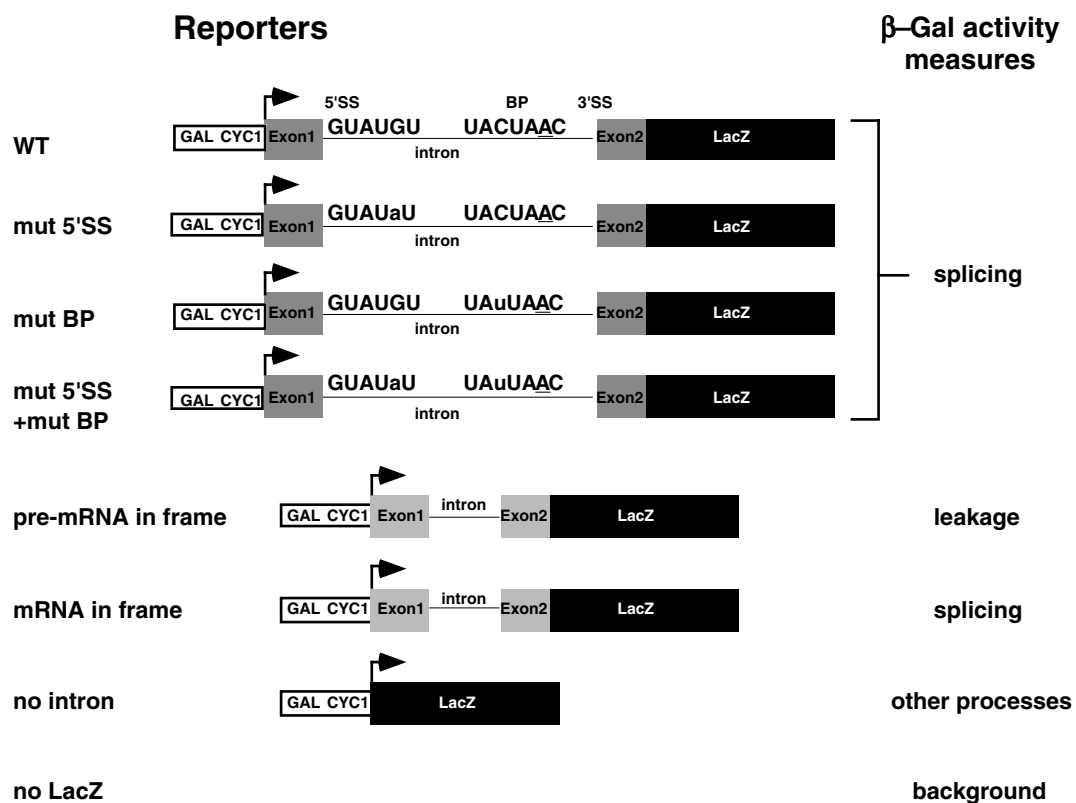 Reporters
β–Gal activity
measures
5'SS BP 3'SS
WT GAL CYC1 Exon1 GUAUGU UACUAAC Exon2 LacZ
intron
mut 5'SS GAL CYC1 Exon1 GUAUaU UACUAAC Exon2 LacZ
intron
splicing
mut BP GAL CYC1 Exon1 GUAUGU UAuUAAC Exon2 LacZ
intron
mut 5'SS
+mut BP
GAL CYC1 Exon1 GUAUaU UAuUAAC Exon2 LacZ
intron
pre-mRNA in frame GAL CYC1 Exon1 intron Exon2 LacZ leakage
mRNA in frame GAL CYC1 Exon1 intron Exon2 LacZ splicing
no intron GAL CYC1 LacZ other processes
no LacZ background